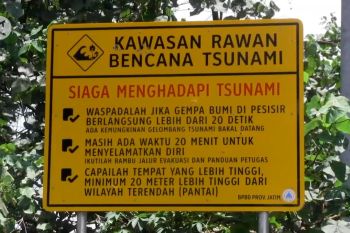 KAWASAN RAWAN
BENCANA TSUNAMI
SIAGA MENGHADAPI TSUNAMI
WASPADALAH JIKA GEMPA BUMI DI PESISIR
BERLANGSUNG LEBIH DARI 20 DETIK
ADA KEMUNGKINAN GELOMBANG TSUNAMI BAKAL DATANG
MASIH ADA WAKTU 20 MENIT UNTUK
MENYELAMATKAN DIRI
IKUTILAH RAMBU JALUR EVAKUASI DAN PANDUAN PETUGAS
CAPAILAH TEMPAT YANG LEBIH TINGGI,
MINIMUM 20 METER LEBIH TINGGI DARI
WILAYAH TERENDAH (PANTAI)
BPBD PROV. JATIM